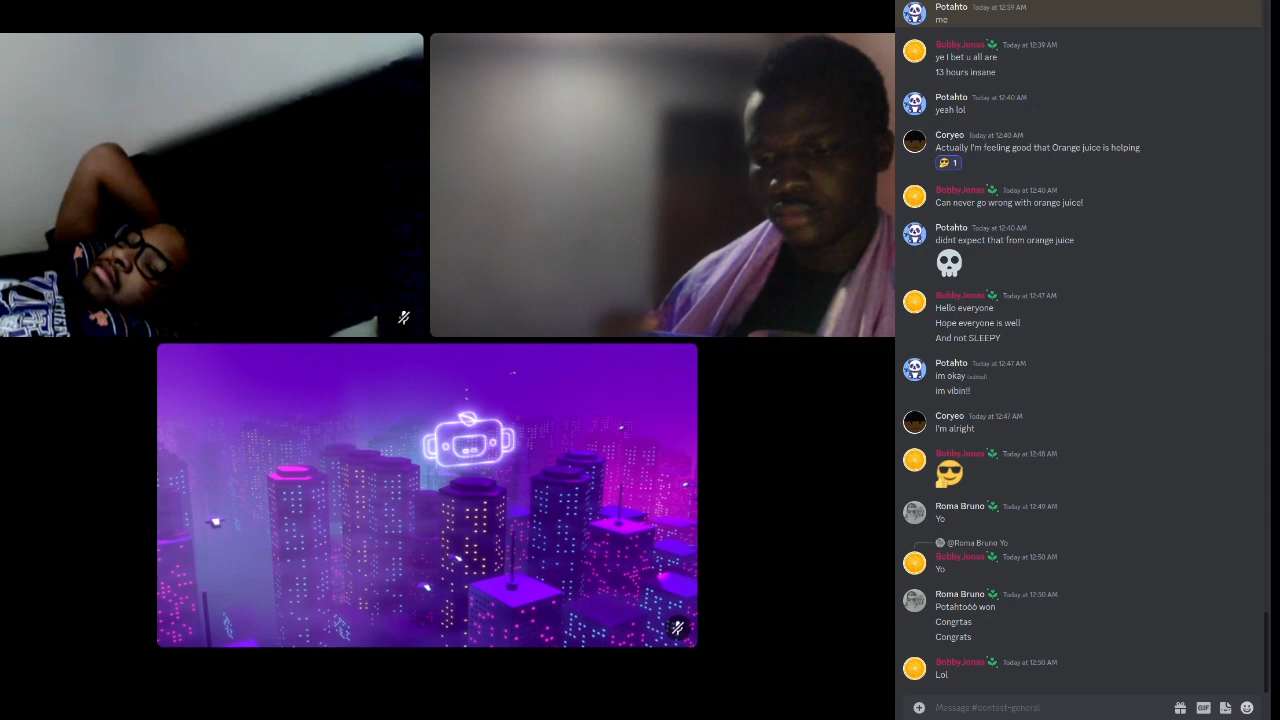 Potahto Today at 12:39 AM
me
BobbyJonas Today at 12:39 AM
ye I bet u all are
13 hours insane
Potahto Today at 12:40 AM
yeah lol
Coryeo Today at 12:40 AM
Actually I'm feeling good that Orange juice is helping
1
BobbyJonas Today at 12:40 AM
Can never go wrong with orange juice!
Potahto Today at 12:40 AM
didnt expect that from orange juice
BobbyJonas Today at 12:47 AM
Hello everyone
Hope everyone is well
And not SLEEPY
Potahto Today at 12:47 AM
im okay (edited)
im vibin!!
Coryeo Today at 12:47 AM
I'm alright
BobbyJonas Today at 12:48 AM
Roma Bruno Today at 12:49 AM
Yo
@Roma Bruno Yo
BobbyJonas Today at 12:50 AM
Yo
Roma Bruno Today at 12:50 AM
Potahto66 won
Congrtas
Congrats
BobbyJonas Today at 12:50 AM
Lol
Message #contest-general
GIF